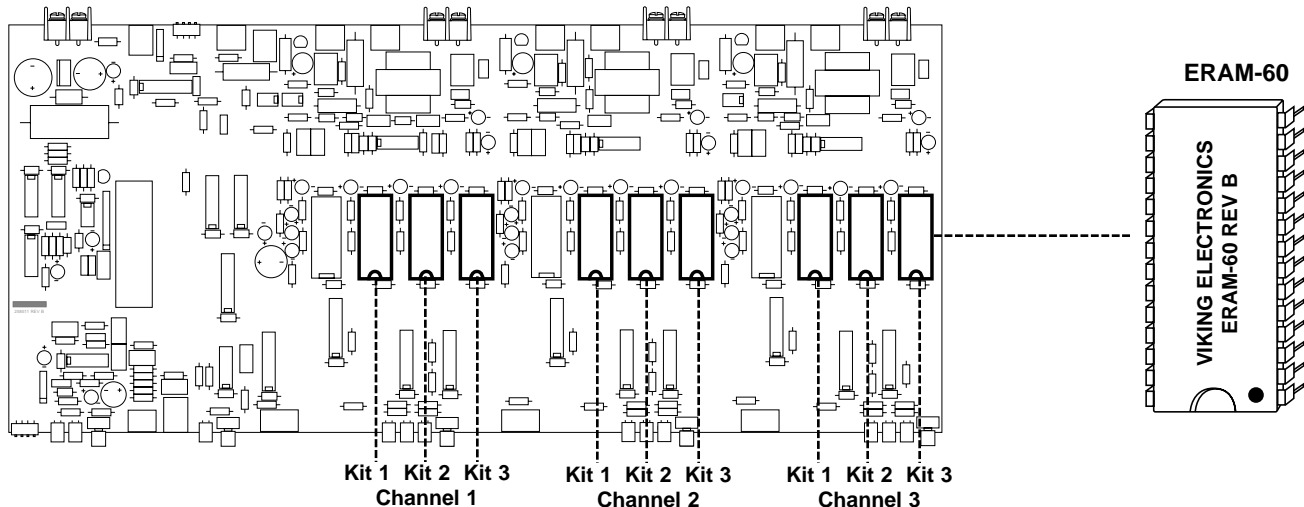 ERAM-60
VIKING ELECTRONICS
ERAM-60 REV B
Kit 1 Kit 2 Kit 3
Channel 1
Kit 1 Kit 2 Kit 3
Channel 2
Kit 1 Kit 2 Kit 3
Channel 3